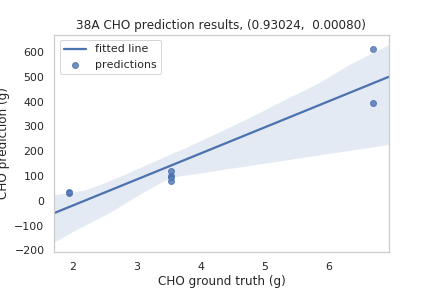 38A CHO prediction results, (0.93024,  0.00080)
fitted line
predictions
600
500
400
300
200
100
0
−100
−200
CHO prediction (g)
2
3
4
5
6
CHO ground truth (g)